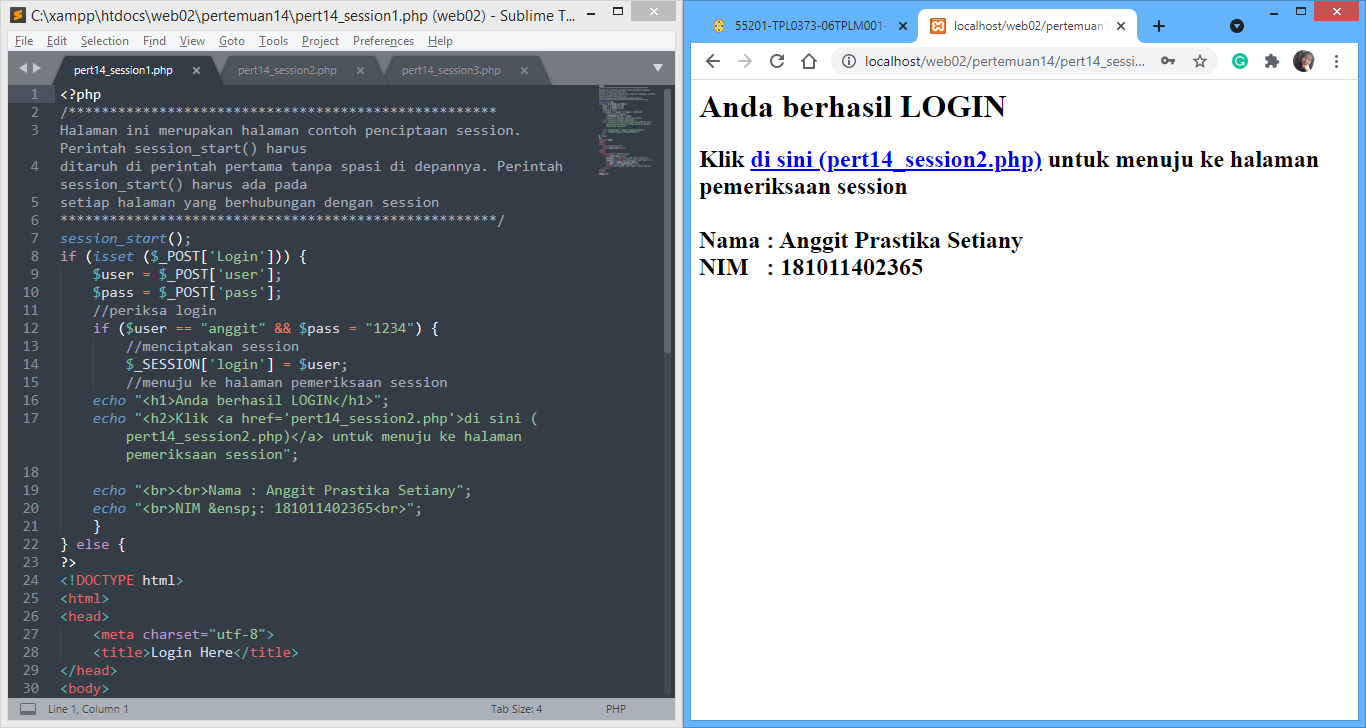 C:\xampp\htdocs\web02\pertemuan14\pert14_session1.php (web02) - Sublime T...
File Edit Selection Find View Goto Tools Project Preferences Help
pert14_session1.php pert14_session2.php pert14_session3.php
1 <?php
2 /****************************************************
3 Halaman ini merupakan halaman contoh penciptaan session.
Perintah session_start() harus
4 ditaruh di perintah pertama tanpa spasi di depannya. Perintah
session_start() harus ada pada
5 setiap halaman yang berhubungan dengan session
6 *****************************************************/
7 session_start();
8 if (isset ($_POST['Login'])) {
9 $user = $_POST['user'];
10 $pass = $_POST['pass'];
11 //periksa login
12 if ($user == "anggit" && $pass = "1234") {
13 //menciptakan session
14 $_SESSION['login'] = $user;
15 //menuju ke halaman pemeriksaan session
16 echo "<h1>Anda berhasil LOGIN</h1>";
17 echo "<h2>Klik <a href='pert14_session2.php'>di sini (
pert14_session2.php)</a> untuk menuju ke halaman
pemeriksaan session";
18
19 echo "<br><br>Nama : Anggit Prastika Setiany";
20 echo "<br>NIM &ensp;: 181011402365<br>";
21 }
22 } else {
23 ?>
24 <!DOCTYPE html>
25 <html>
26 <head>
27 <meta charset="utf-8">
28 <title>Login Here</title>
29 </head>
30 <body>
Line 1, Column 1 Tab Size: 4 PHP
55201-TPL0373-06TPLM001- localhost/web02/pertemuan
localhost/web02/pertemuan14/pert14_sessi...
Anda berhasil LOGIN
Klik di sini (pert14_session2.php) untuk menuju ke halaman
pemeriksaan session
Nama : Anggit Prastika Setiany
NIM : 181011402365